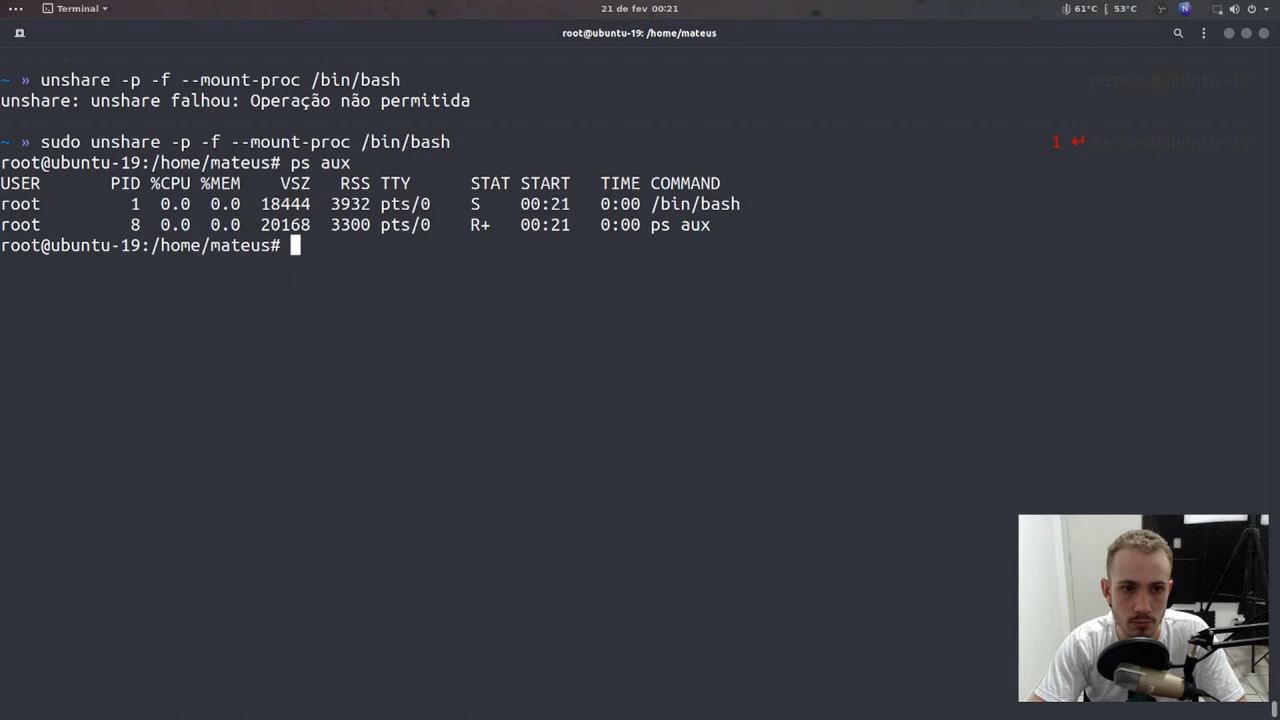 Terminal
21 de fev 00:21
61°C
53°C
root@ubuntu-19: /home/mateus
~ » unshare -p -f --mount-proc /bin/bash
unshare: unshare falhou: Operação não permitida
~ » sudo unshare -p -f --mount-proc /bin/bash
1 ↵ mateus@ubuntu-19
root@ubuntu-19:/home/mateus# ps aux
USER PID %CPU %MEM VSZ RSS TTY STAT START TIME COMMAND
root 1 0.0 0.0 18444 3932 pts/0 S 00:21 0:00 /bin/bash
root 8 0.0 0.0 20168 3300 pts/0 R+ 00:21 0:00 ps aux
root@ubuntu-19:/home/mateus#